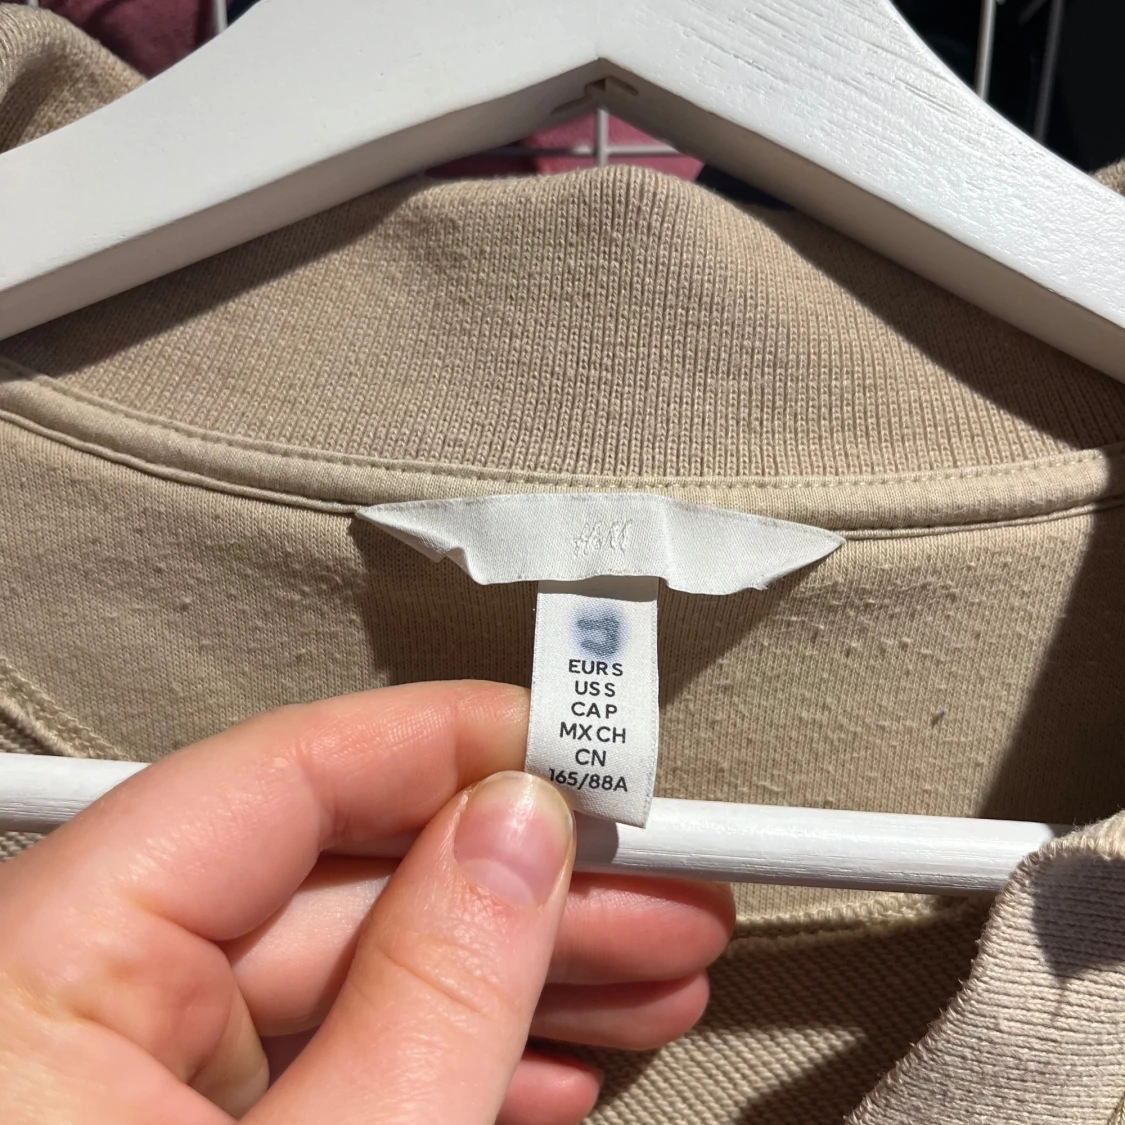 H&M
EUR S
US S
CA P
MX CH
CN
165/88A